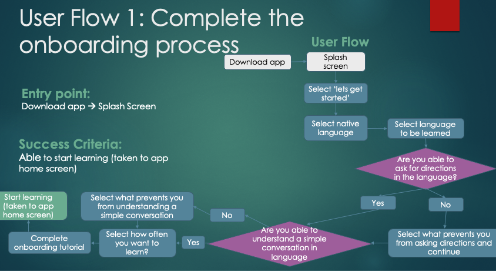 User Flow 1: Complete the
onboarding process
User Flow
Download app
Splash
screen
Entry point:
Download app → Splash Screen
Select 'lets get
started'
Select native
language
Select language
to be learned
Success Criteria:
Able to start learning (taken to app
home screen)
Are you able to
ask for directions
in the language?
Yes
No
Start learning
(taken to app
home screen)
Select what prevents you
from understanding a
simple conversation
No
Are you able to
understand a simple
conversation in
language
Select what prevents you
from asking directions and
continue
Complete
onboarding tutorial
Select how often
you want to
learn?
Yes